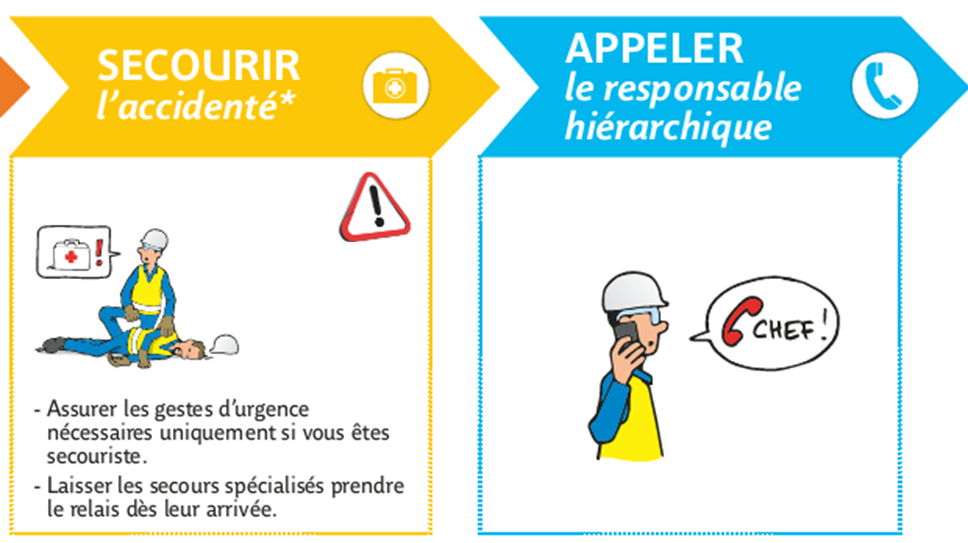 SECOURIR
l'accidenté*
- Assurer les gestes d'urgence
nécessaires uniquement si vous êtes
secouriste.
- Laisser les secours spécialisés prendre
le relais dès leur arrivée.
APPELER
le responsable
hiérarchique
CHEF!